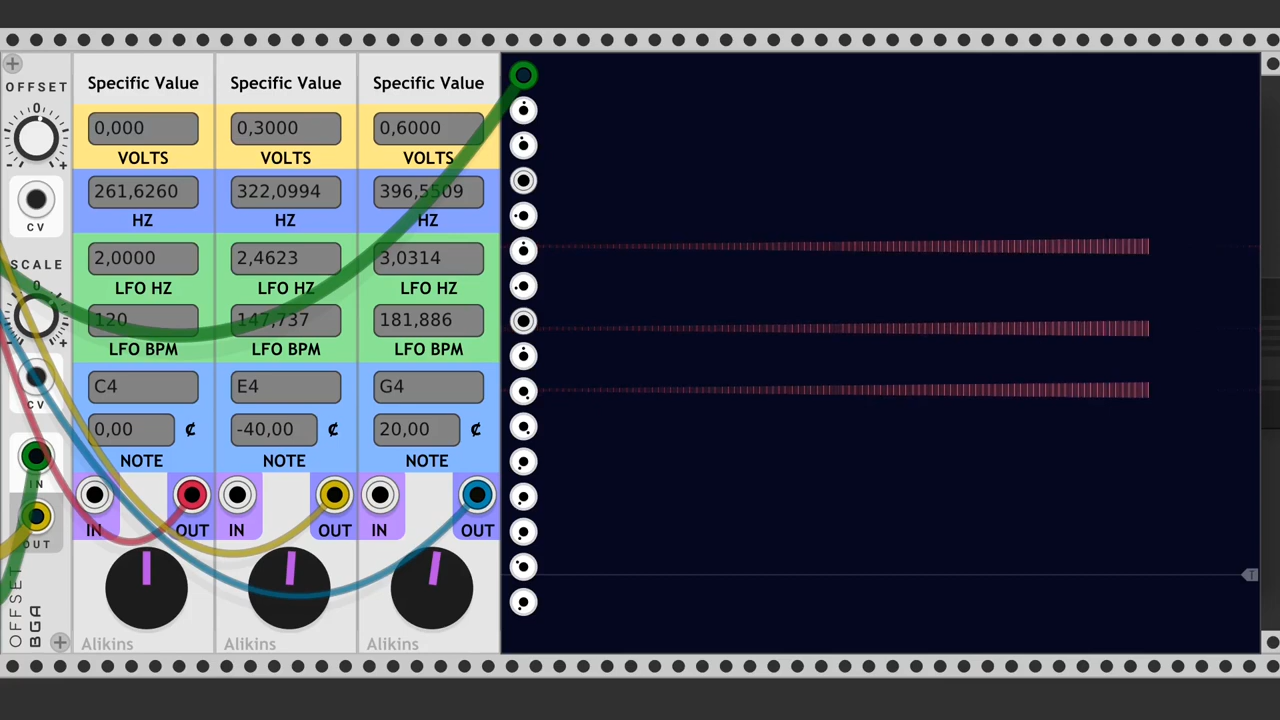 OFFSET
0
- +
CV
SCALE
0
- +
CV
IN
OUT
OFFSET
BGA
Specific Value
0,000
VOLTS
261,6260
HZ
2,0000
LFO HZ
120
LFO BPM
C4
0,00 ¢
NOTE
IN OUT
Alikins
Specific Value
0,3000
VOLTS
322,0994
HZ
2,4623
LFO HZ
147,737
LFO BPM
E4
-40,00 ¢
NOTE
IN OUT
Alikins
Specific Value
0,6000
VOLTS
396,5509
HZ
3,0314
LFO HZ
181,886
LFO BPM
G4
20,00 ¢
NOTE
IN OUT
Alikins
T